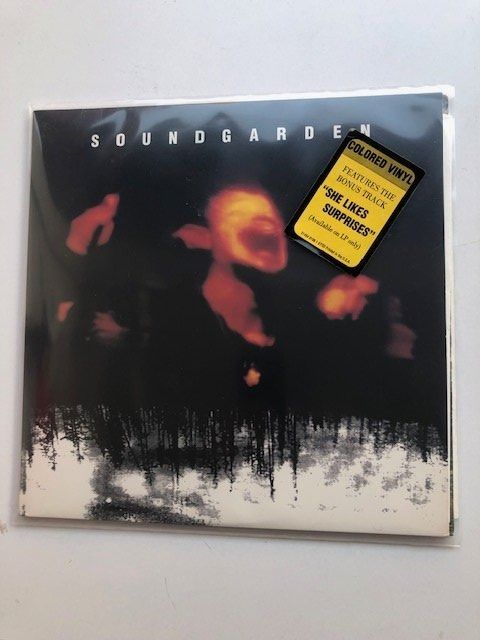 SOUNDGARDEN
COLORED VINYL
FEATURES THE
BONUS TRACK
"SHE LIKES
SURPRISES"
(Available on LP only)